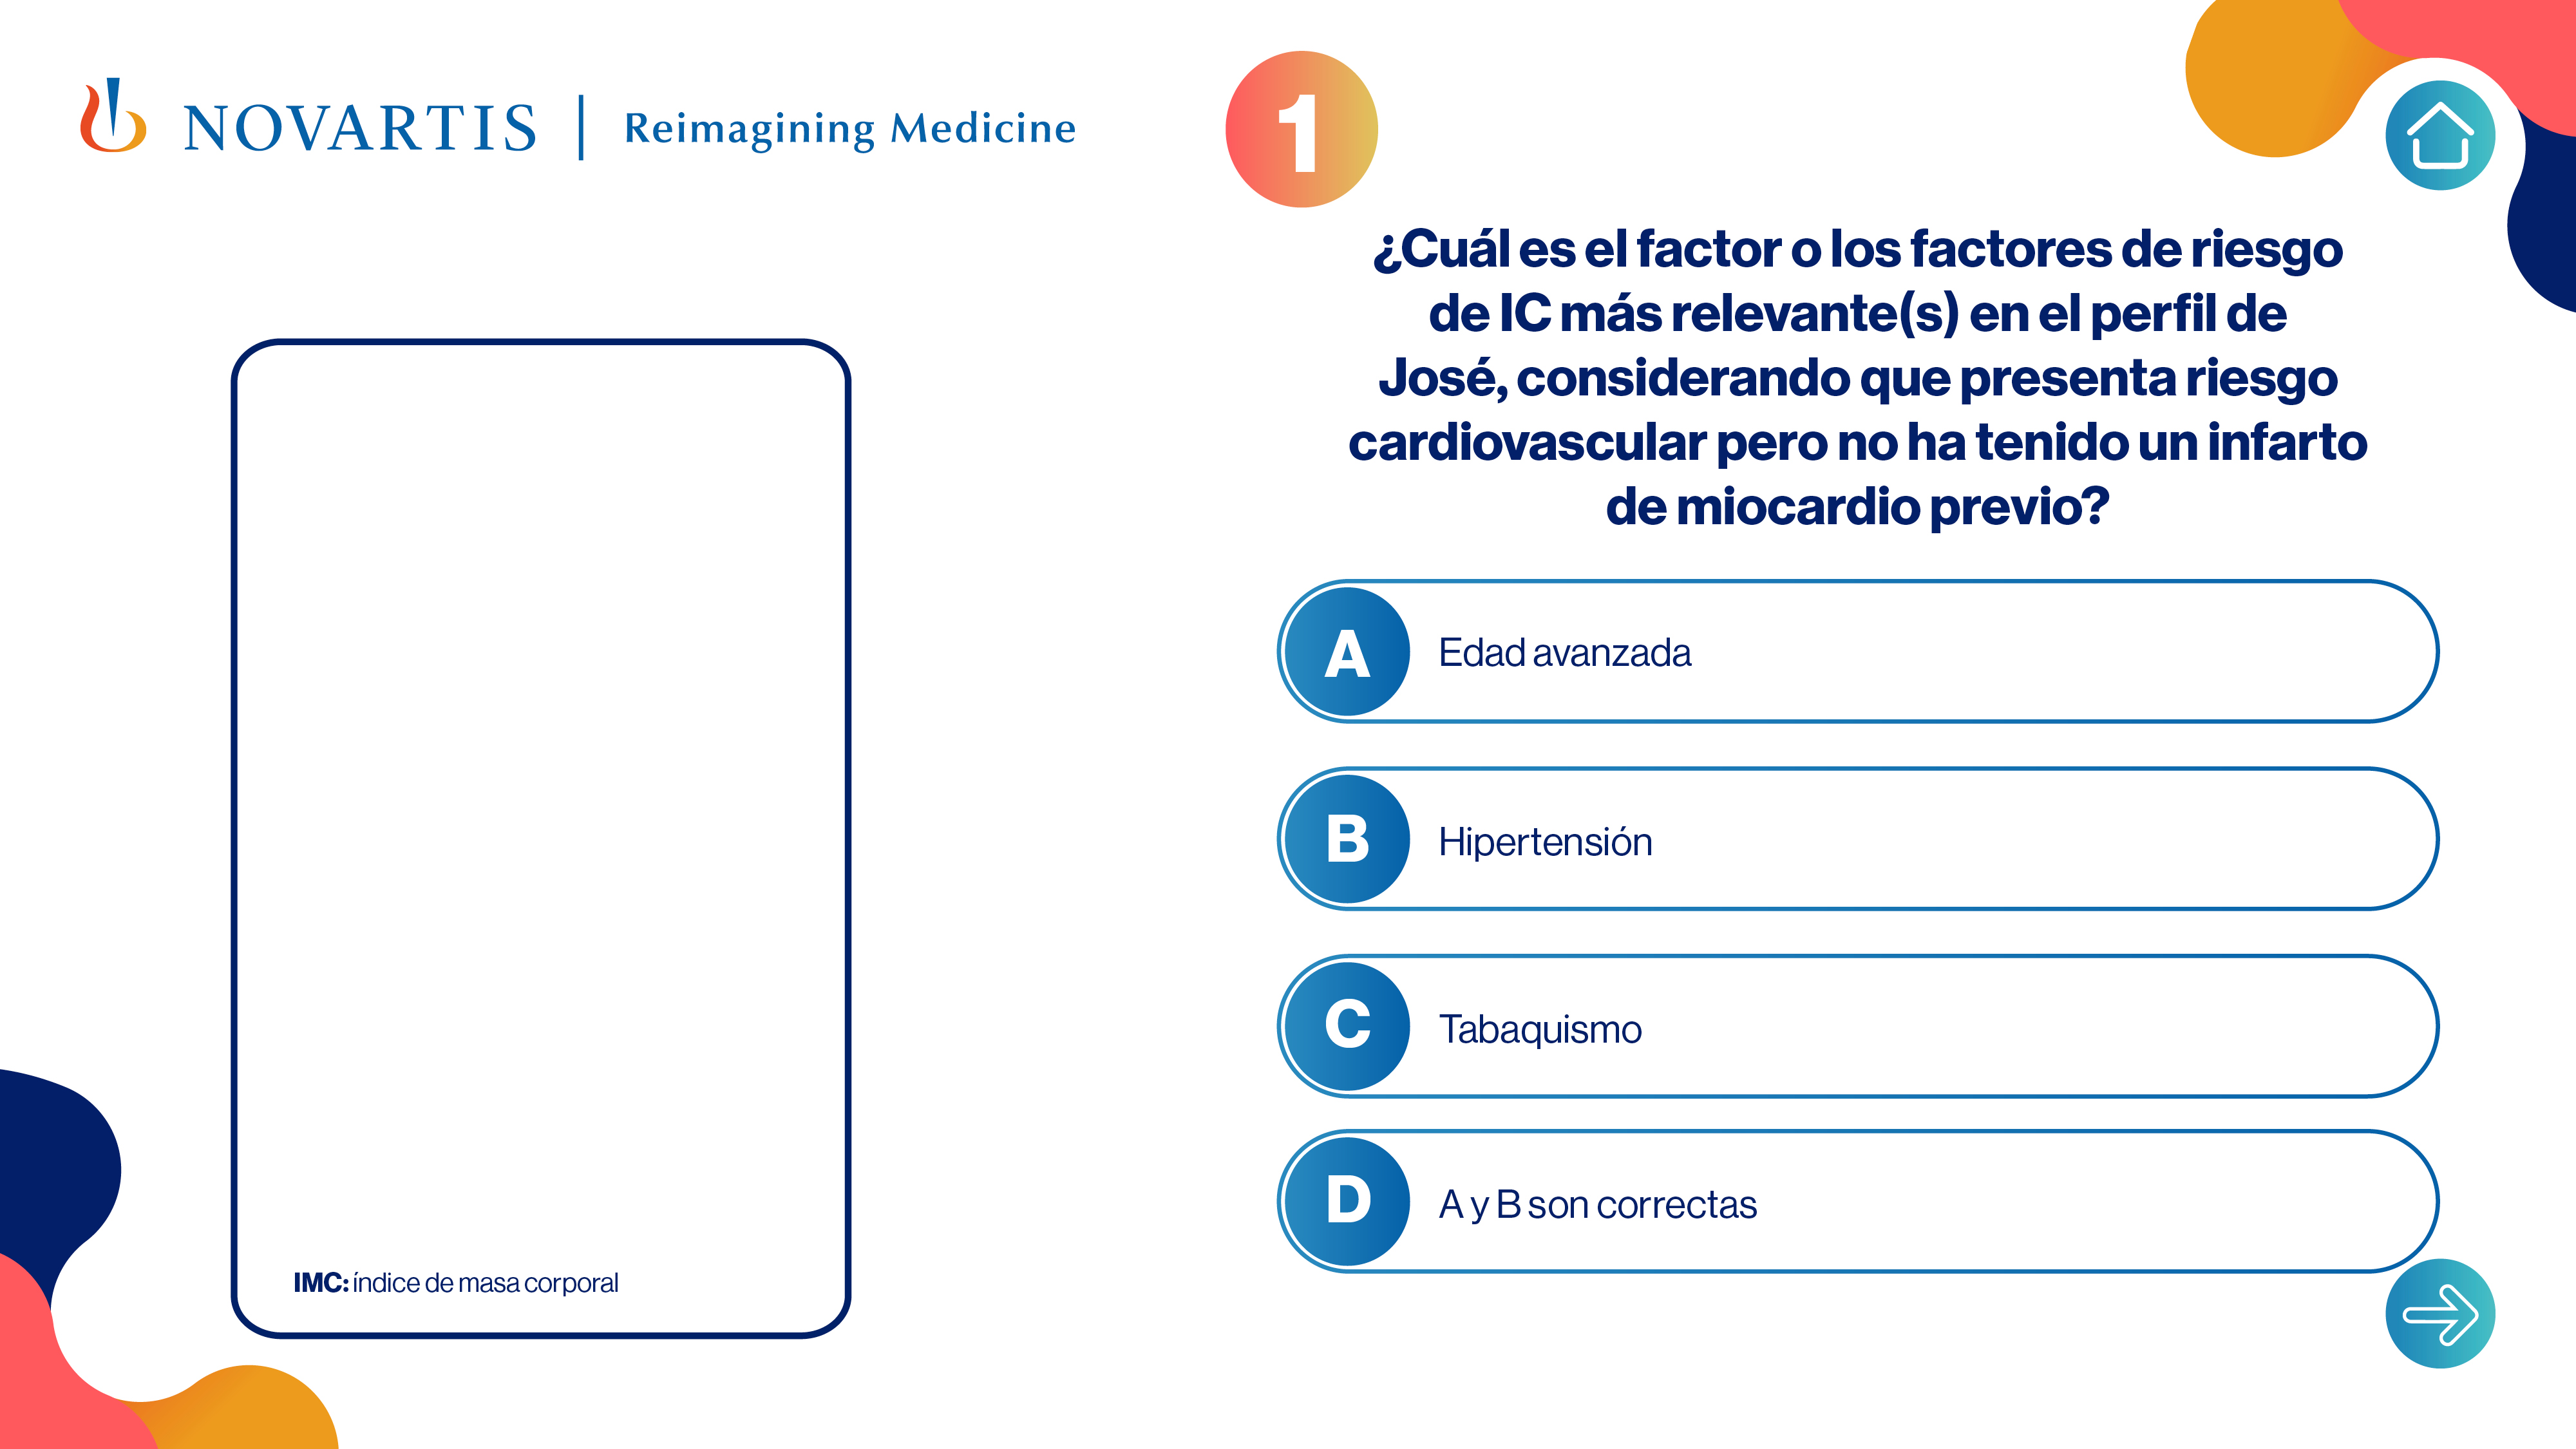 NOVARTIS | Reimagining Medicine
1
¿Cuál es el factor o los factores de riesgo
de IC más relevante(s) en el perfil de
José, considerando que presenta riesgo
cardiovascular pero no ha tenido un infarto
de miocardio previo?
A Edad avanzada
B Hipertensión
C Tabaquismo
D A y B son correctas
IMC: índice de masa corporal